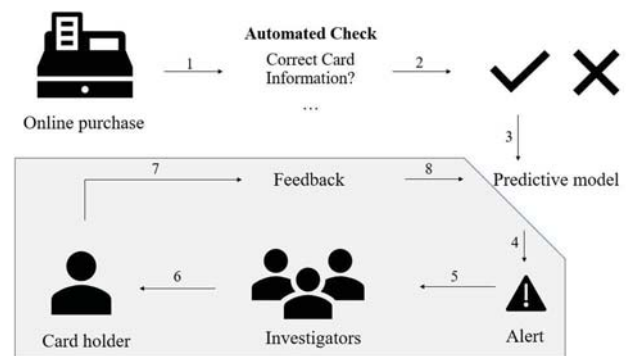 Automated Check
1
Correct Card
Information?
2
…
Online purchase
3
7
Feedback
8
Predictive model
4
6
5
Card holder
Investigators
Alert